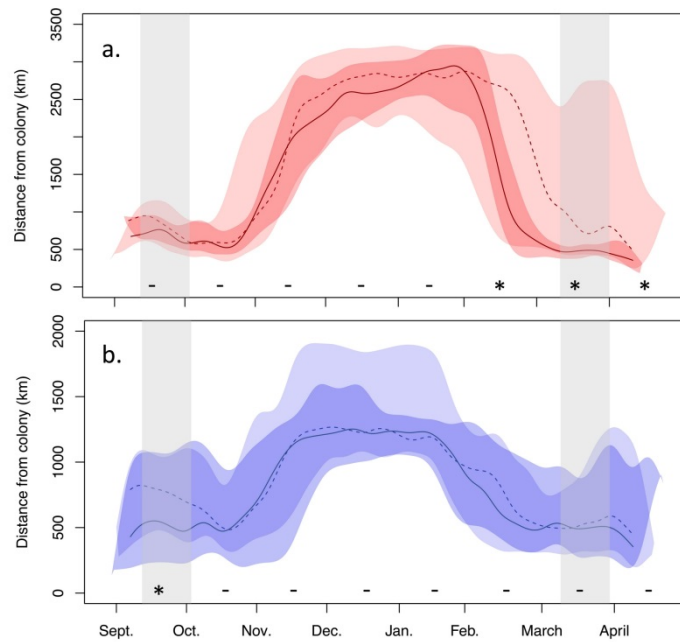 a.
Distance from colony (km)
3500
2500
1500
500
0
- - - - - * * *
b.
Distance from colony (km)
2000
1500
1000
500
0
* - - - - - - -
Sept. Oct. Nov. Dec. Jan. Feb. March April